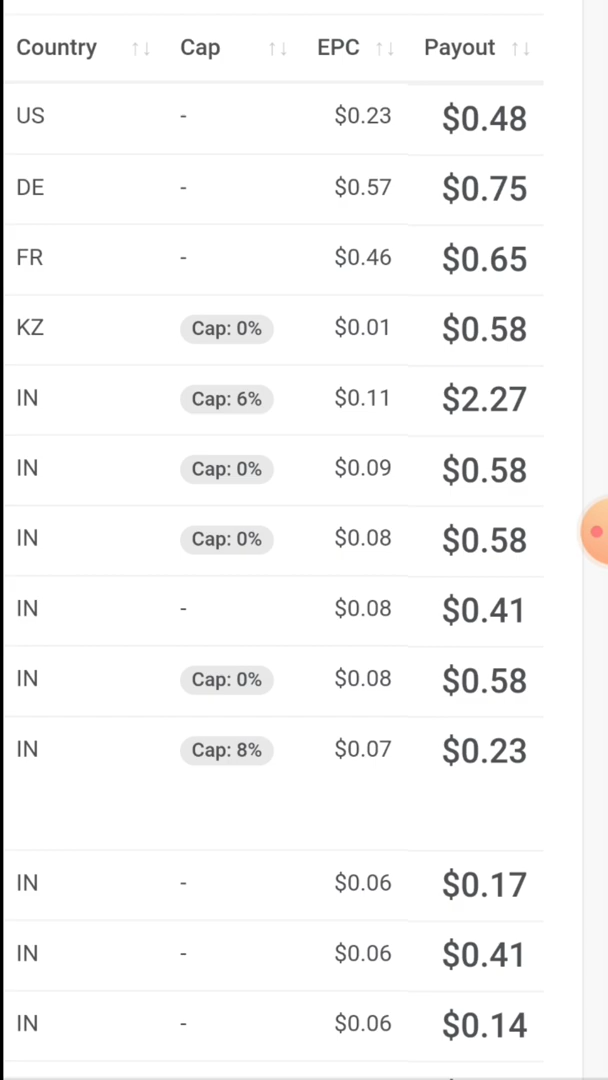 Country ↑↓ Cap ↑↓ EPC ↑↓ Payout ↑↓
US - $0.23 $0.48
DE - $0.57 $0.75
FR - $0.46 $0.65
KZ Cap: 0% $0.01 $0.58
IN Cap: 6% $0.11 $2.27
IN Cap: 0% $0.09 $0.58
IN Cap: 0% $0.08 $0.58
IN - $0.08 $0.41
IN Cap: 0% $0.08 $0.58
IN Cap: 8% $0.07 $0.23
IN - $0.06 $0.17
IN - $0.06 $0.41
IN - $0.06 $0.14